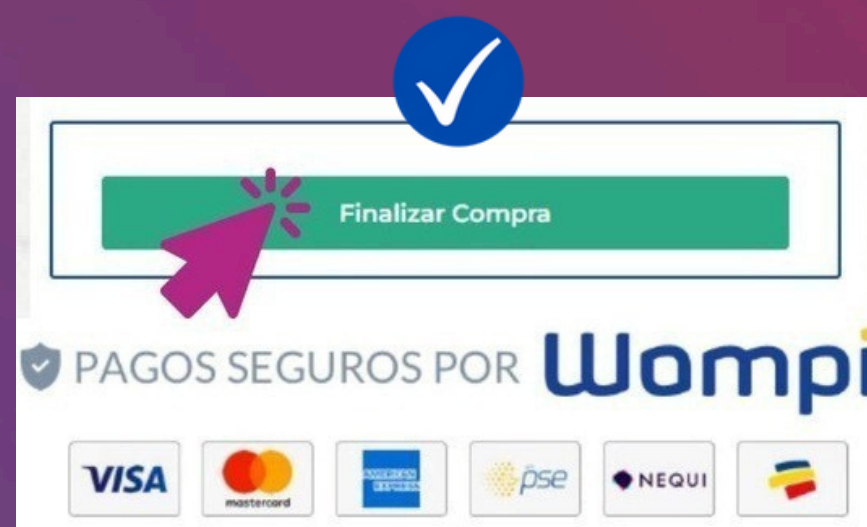 Finalizar Compra
PAGOS SEGUROS POR Wompi
VISA
mastercard
AMERICAN EXPRESS
pse
NEQUI